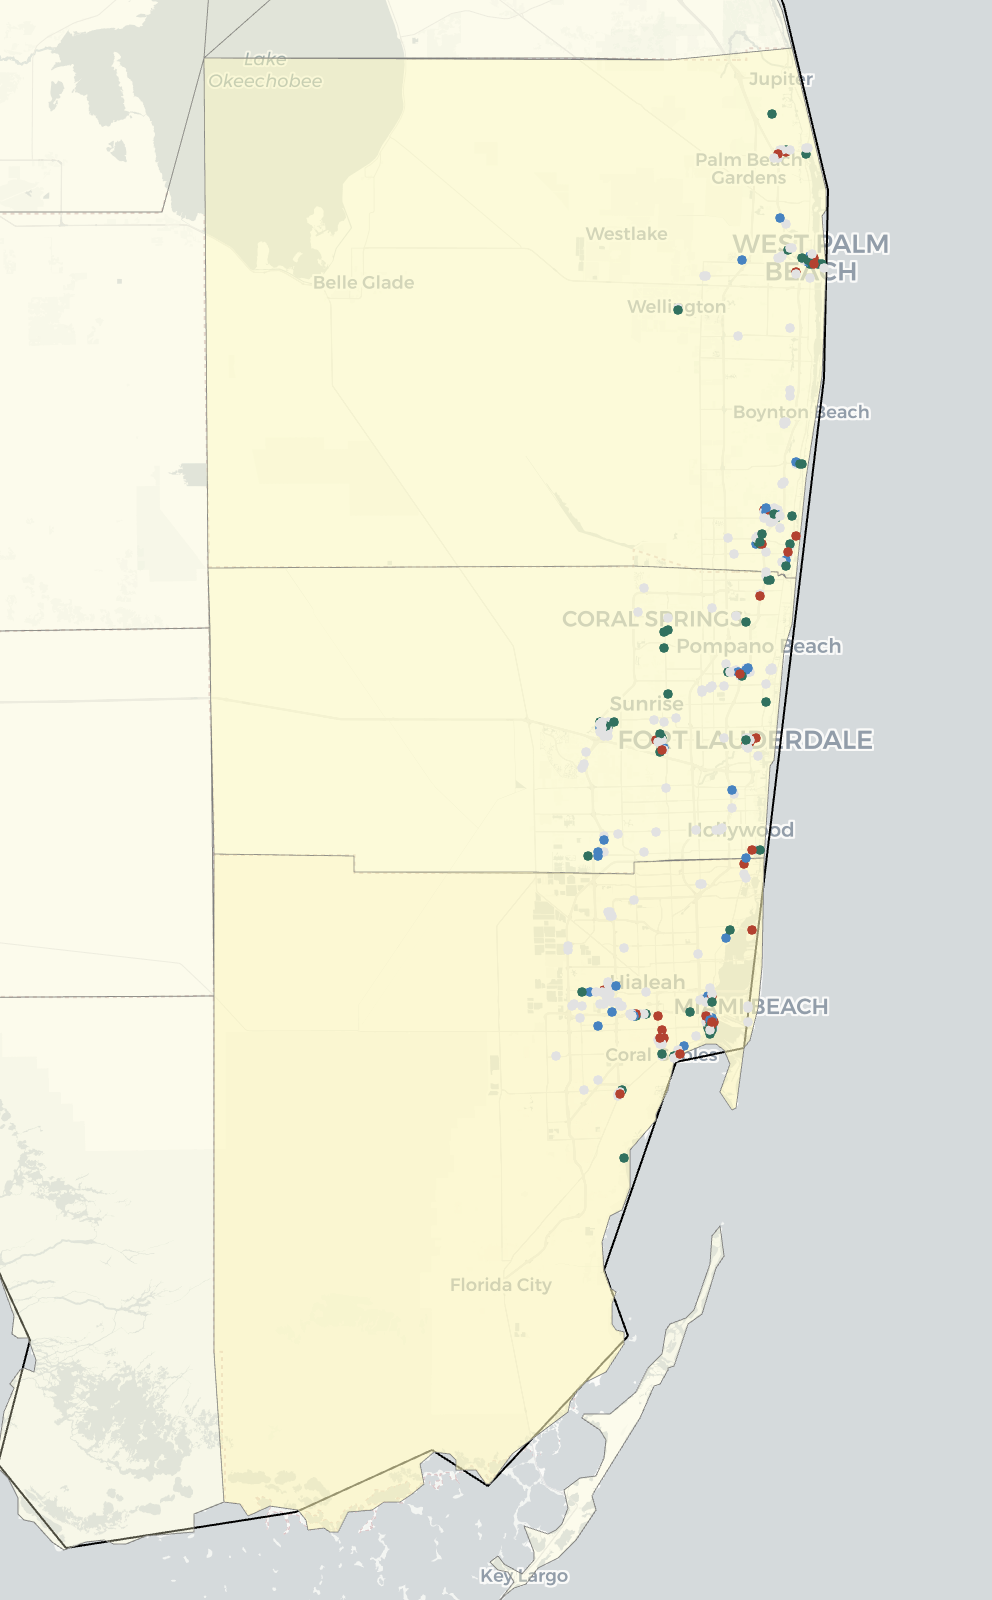 Lake
Okeechobee
Jupiter
Palm Beach
Gardens
Westlake
WEST PALM
BEACH
Belle Glade
Wellington
Boynton Beach
CORAL SPRINGS
Pompano Beach
Sunrise
FORT LAUDERDALE
Hollywood
Hialeah
MIAMI BEACH
Coral Gables
Florida City
Key Largo